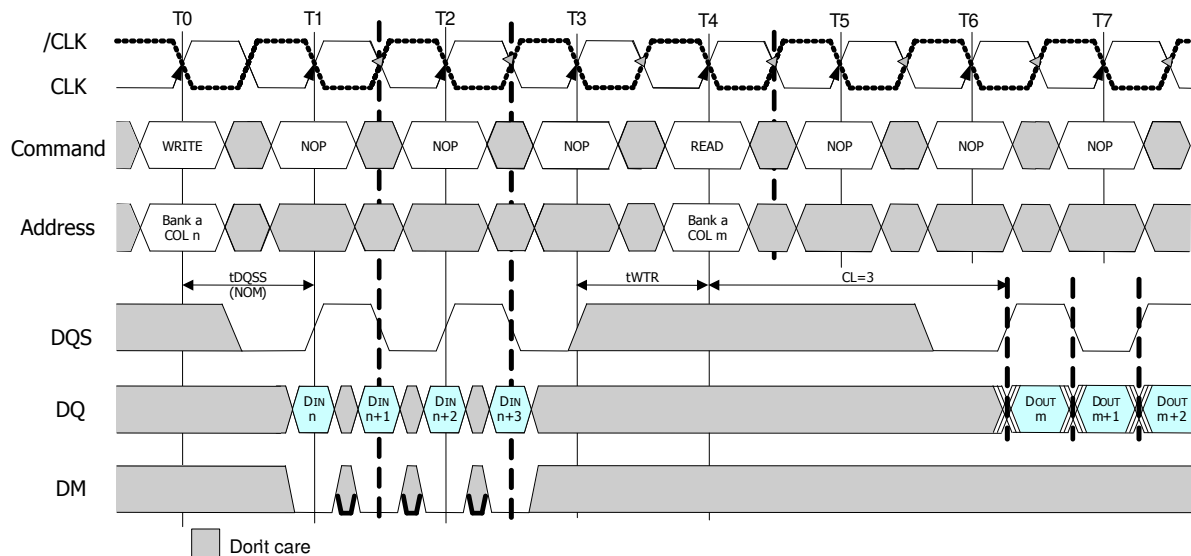 T0 T1 T2 T3 T4 T5 T6 T7
/CLK
CLK
Command WRITE NOP NOP NOP READ NOP NOP NOP
Address Bank a Bank a
COL n COL m
tDQSS tWTR CL=3
(NOM)
DQS
DQ DIN DIN DIN DIN DOUT DOUT DOUT
n n+1 n+2 n+3 m m+1 m+2
DM
Don't care